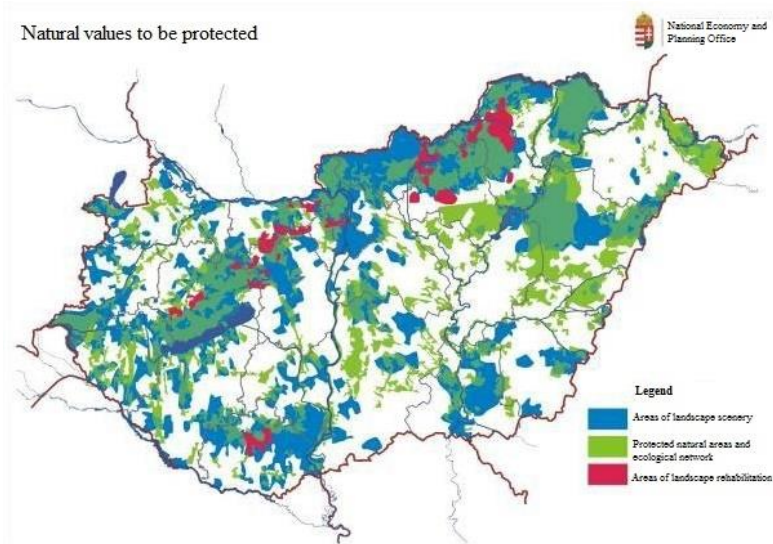 Natural values to be protected
National Economy and
Planning Office
Legend
Areas of landscape scenery
Protected natural areas and
ecological network
Areas of landscape rehabilitation